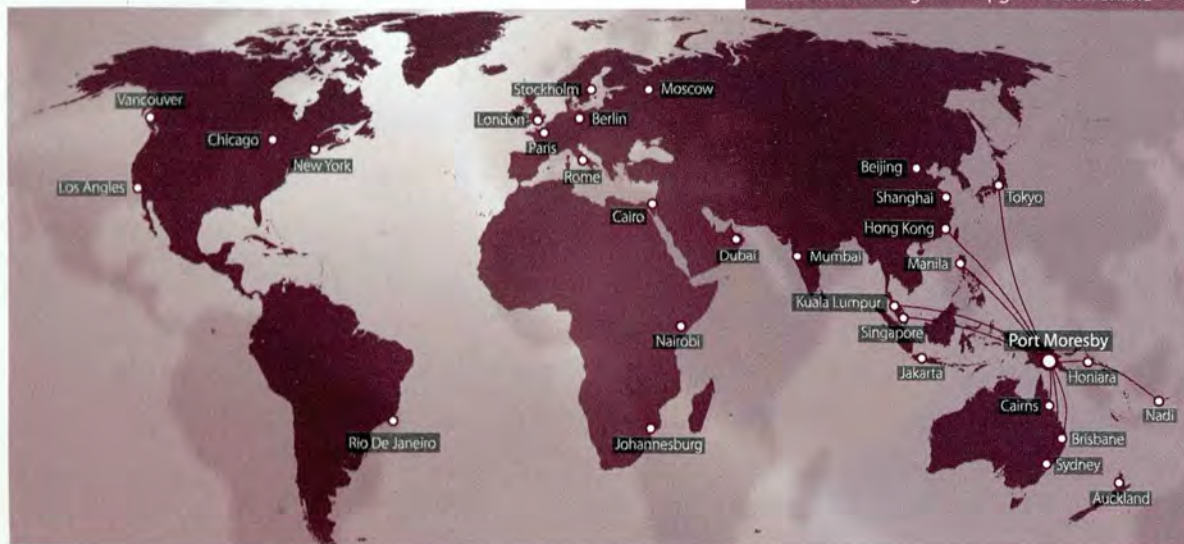 Stockholm
Moscow
Vancouver
London
Berlin
Chicago
Paris
New York
Rome
Beijing
Los Angles
Shanghai
Tokyo
Cairo
Hong Kong
Dubai
Mumbai
Manila
Kuala Lumpur
Singapore
Nairobi
Port Moresby
Jakarta
Honiara
Cairns
Nadi
Rio De Janeiro
Johannesburg
Brisbane
Sydney
Auckland